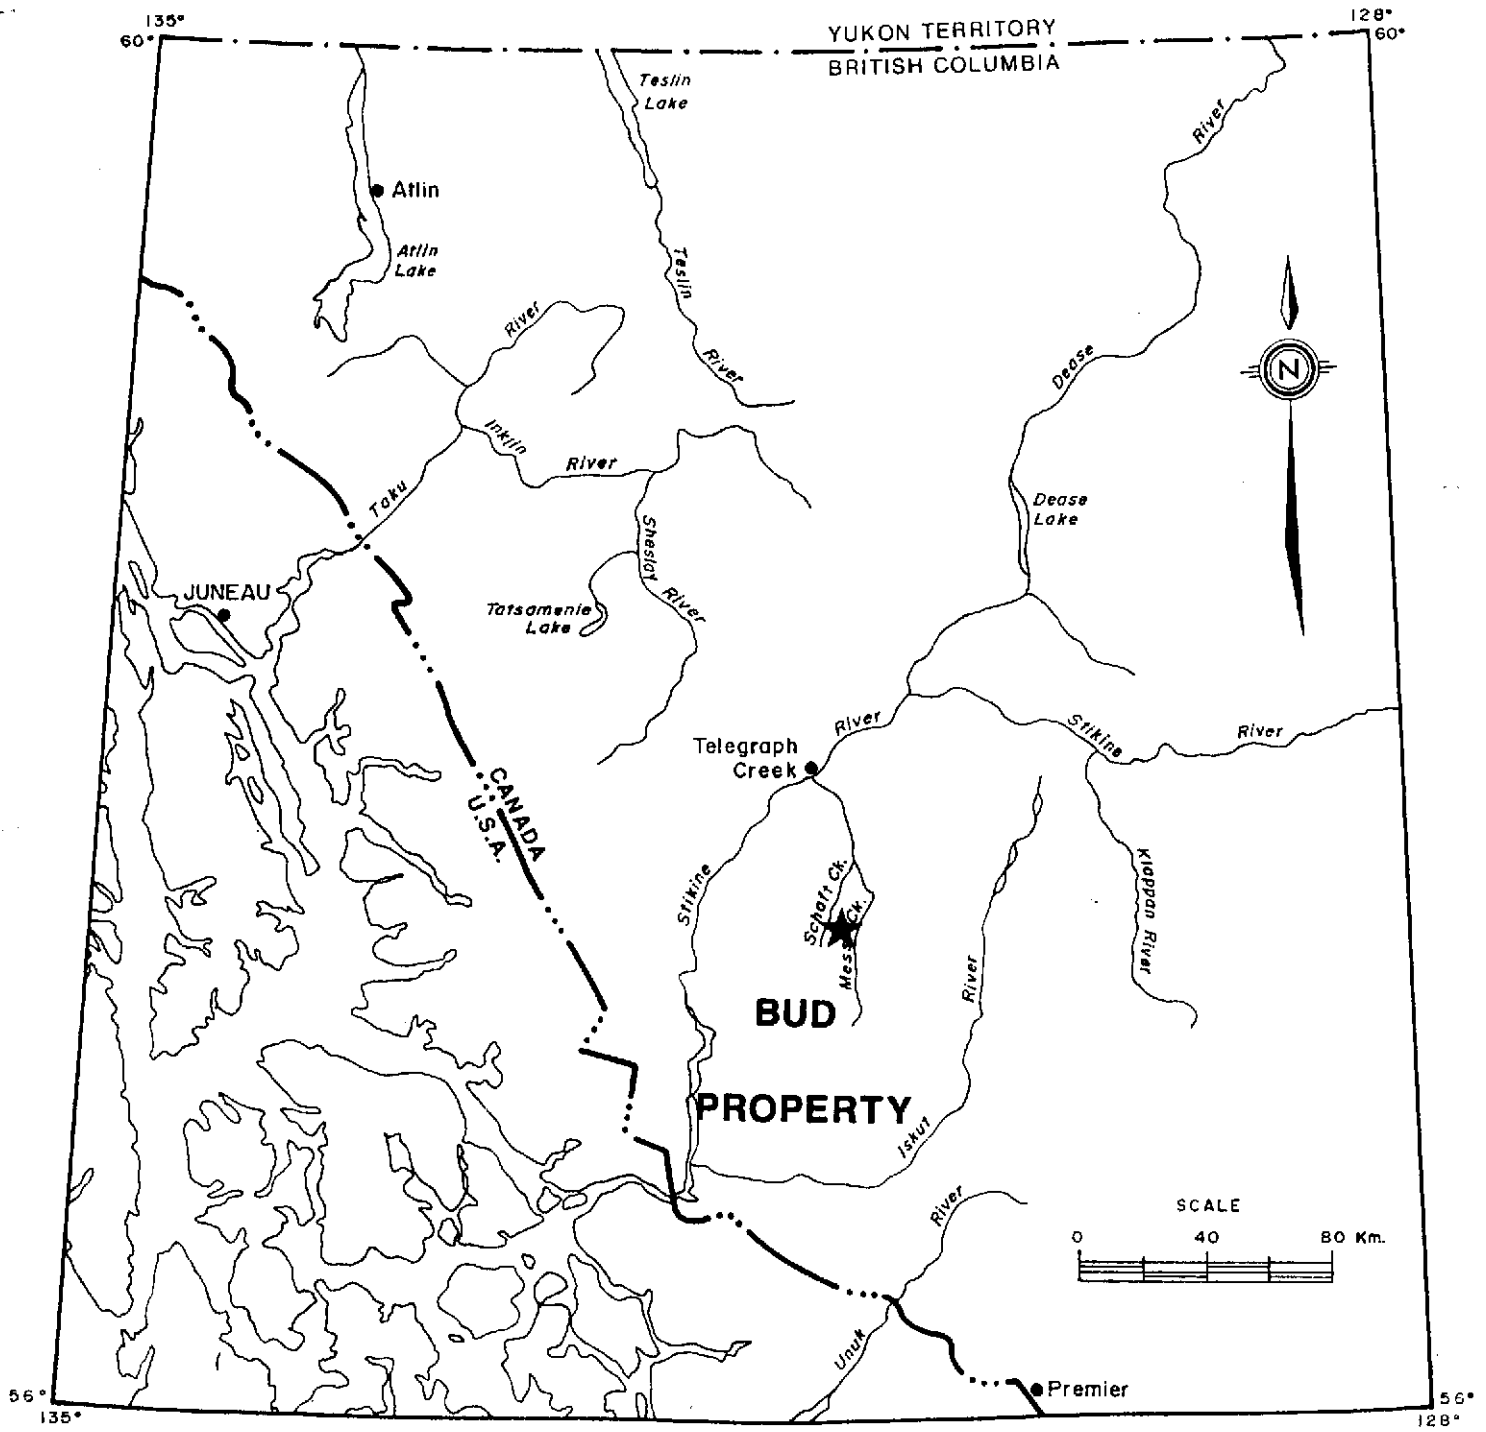 135°
128°
60°
60°
YUKON TERRITORY
BRITISH COLUMBIA
Teslin
Lake
River
Atlin
Atlin
Lake
Teslin
River
River
Dease
N
Inklin
River
Taku
Dease
Lake
Sheslay
River
JUNEAU
Tatsamenie
Lake
River
Stikine
River
Telegraph
Creek
CANADA
U.S.A.
Stikine
Schaft Ck.
Mess Ck.
Klappan River
River
BUD
PROPERTY
Iskut
River
SCALE
0 40 80 Km.
Unuk
Premier
56°
135°
56°
128°